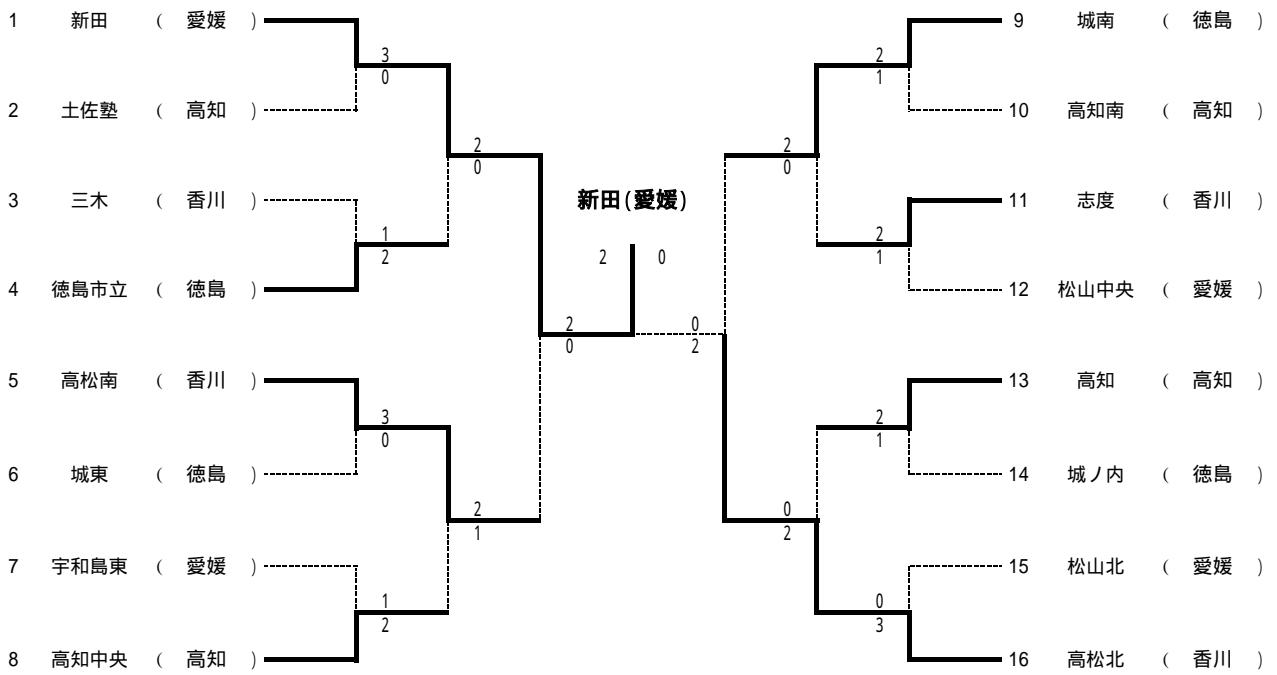 1 新田 ( 愛媛 )
3
0
2 土佐塾 ( 高知 )
2
0
3 三木 ( 香川 )
1
2
4 徳島市立 ( 徳島 )
2
0
5 高松南 ( 香川 )
3
0
6 城東 ( 徳島 )
2
1
7 宇和島東 ( 愛媛 )
1
2
8 高知中央 ( 高知 )
新田(愛媛)
2 0
9 城南 ( 徳島 )
2
1
10 高知南 ( 高知 )
2
0
11 志度 ( 香川 )
2
1
12 松山中央 ( 愛媛 )
0
2
13 高知 ( 高知 )
2
1
14 城ノ内 ( 徳島 )
0
2
15 松山北 ( 愛媛 )
0
3
16 高松北 ( 香川 )